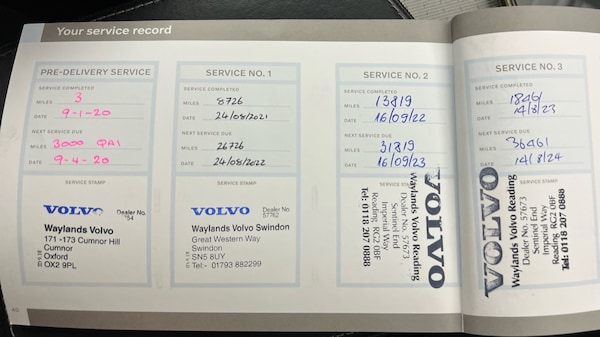 Your service record
PRE-DELIVERY SERVICE
SERVICE COMPLETED
MILES 3
DATE 9-1-20
NEXT SERVICE DUE
MILES 3000 QA1
DATE 9-4-20
SERVICE STAMP
VOLVO Dealer No.
Waylands Volvo
171 -173 Cumnor Hill
Cumnor
Oxford
OX2 9PL
SERVICE NO. 1
SERVICE COMPLETED
MILES 8726
DATE 24/08/2021
NEXT SERVICE DUE
MILES 26726
DATE 24/08/2022
SERVICE STAMP
VOLVO Dealer No.
57762
Waylands Volvo Swindon
Great Western Way
Swindon
SN5 8UY
Tel:- 01793 882299
SERVICE NO. 2
SERVICE COMPLETED
MILES 13819
DATE 16/09/22
NEXT SERVICE DUE
MILES 31819
DATE 16/09/23
SERVICE STAMP
VOLVO
Waylands Volvo Reading
Dealer No. 57673
Sentinel End
Imperial Way
Reading RG2 0BF
Tel: 0118 207 0888
SERVICE NO. 3
SERVICE COMPLETED
MILES 18461
DATE 14/8/23
NEXT SERVICE DUE
MILES 36461
DATE 14/8/24
SERVICE STAMP
VOLVO
Waylands Volvo Reading
Dealer No. 57673
Sentinel End
Imperial Way
Reading RG2 0BF
Tel: 0118 207 0888